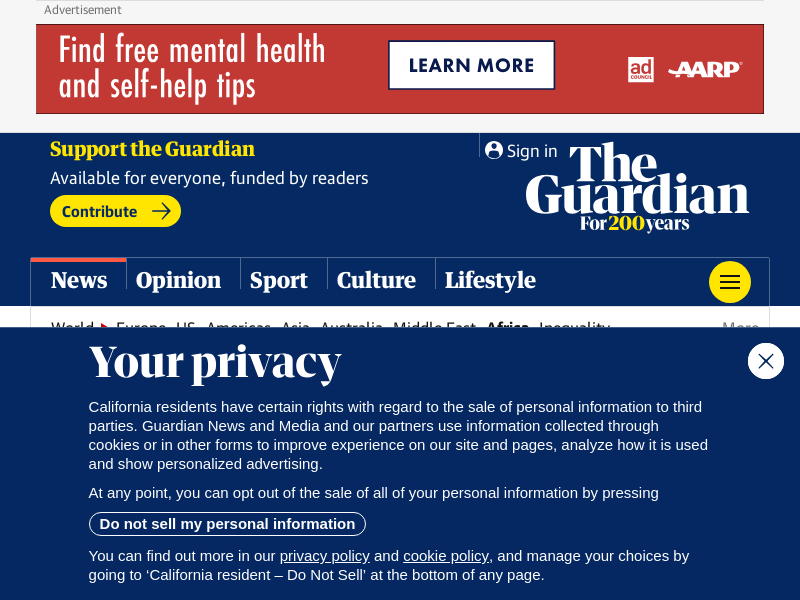 Advertisement
Find free mental health
and self-help tips
LEARN MORE
ad
COUNCIL
AARP®
Support the Guardian
Available for everyone, funded by readers
Contribute
Sign in
The
Guardian
For 200 years
News
Opinion
Sport
Culture
Lifestyle
World Europe US Americas Asia Australia Middle East Africa Inequality More
Your privacy
California residents have certain rights with regard to the sale of personal information to third
parties. Guardian News and Media and our partners use information collected through
cookies or in other forms to improve experience on our site and pages, analyze how it is used
and show personalized advertising.
At any point, you can opt out of the sale of all of your personal information by pressing
Do not sell my personal information
You can find out more in our privacy policy and cookie policy, and manage your choices by
going to ‘California resident – Do Not Sell’ at the bottom of any page.